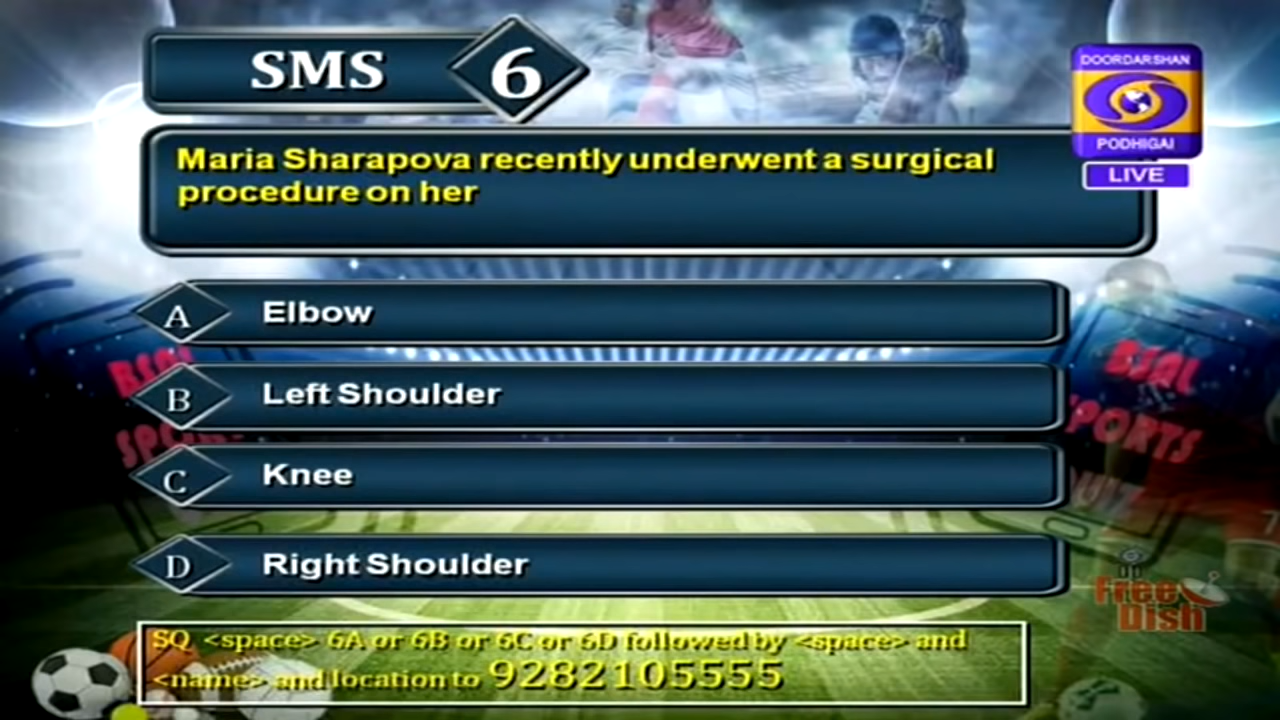 SMS 6
DOORDARSHAN
PODHIGAI
LIVE
Maria Sharapova recently underwent a surgical
procedure on her
A Elbow
B Left Shoulder
C Knee
D Right Shoulder
BSNL
SPORTS
DD
Free
Dish
SQ <space> 6A or 6B or 6C or 6D followed by <space> and
<name> and location to 9282105555